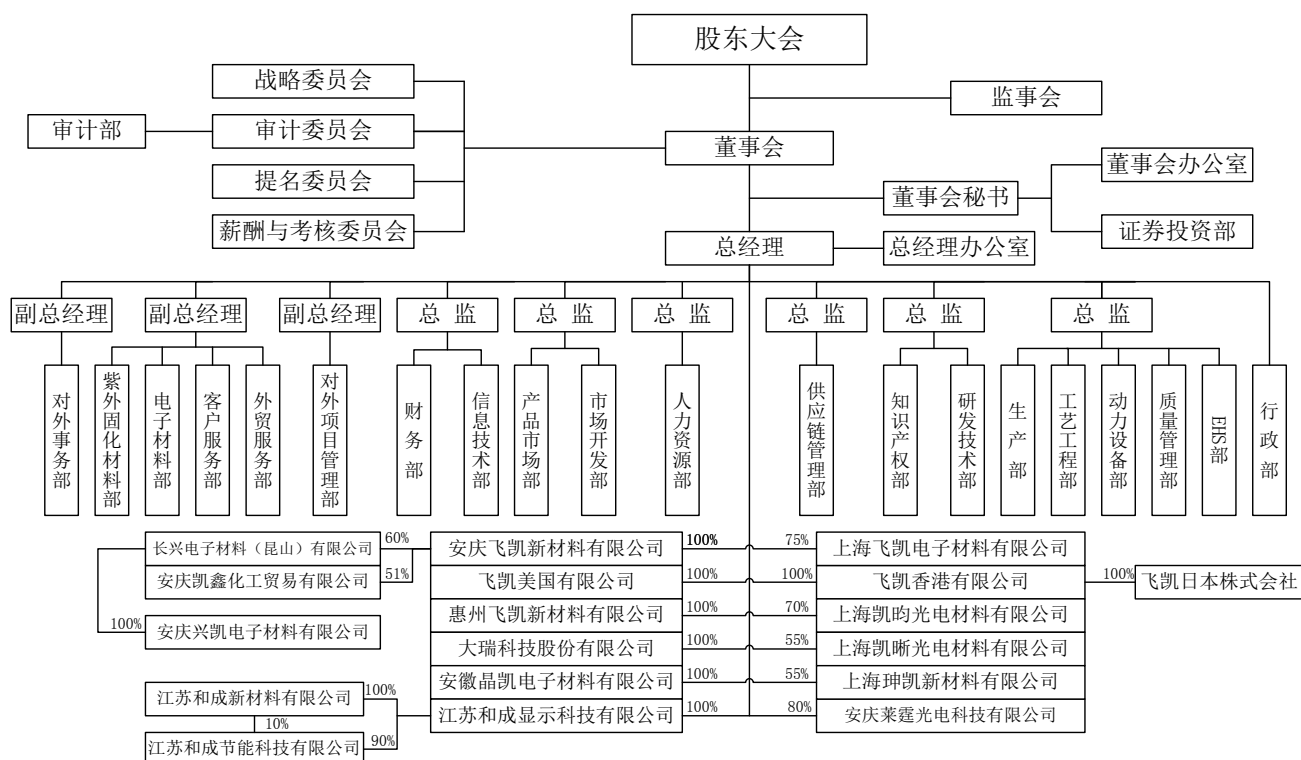 股东大会
战略委员会
监事会
审计部
审计委员会
董事会
提名委员会
董事会办公室
董事会秘书
薪酬与考核委员会
证券投资部
总经理
总经理办公室
副总经理
副总经理
副总经理
总 监
总 监
总 监
总 监
总 监
总 监
对外事务部
紫外固化材料部
电子材料部
客户服务部
外贸服务部
对外项目管理部
财务部
信息技术部
产品市场部
市场开发部
人力资源部
供应链管理部
知识产权部
研发技术部
生产部
工艺工程部
动力设备部
质量管理部
EHS部
行政部
长兴电子材料（昆山）有限公司
60%
安庆飞凯新材料有限公司
100%
75%
上海飞凯电子材料有限公司
安庆凯鑫化工贸易有限公司
51%
飞凯美国有限公司
100%
100%
飞凯香港有限公司
100%
飞凯日本株式会社
惠州飞凯新材料有限公司
100%
70%
上海凯昀光电材料有限公司
100%
安庆兴凯电子材料有限公司
大瑞科技股份有限公司
100%
55%
上海凯晰光电材料有限公司
安徽晶凯电子材料有限公司
100%
55%
上海珅凯新材料有限公司
江苏和成新材料有限公司
100%
江苏和成显示科技有限公司
100%
80%
安庆莱霆光电科技有限公司
10%
江苏和成节能科技有限公司
90%